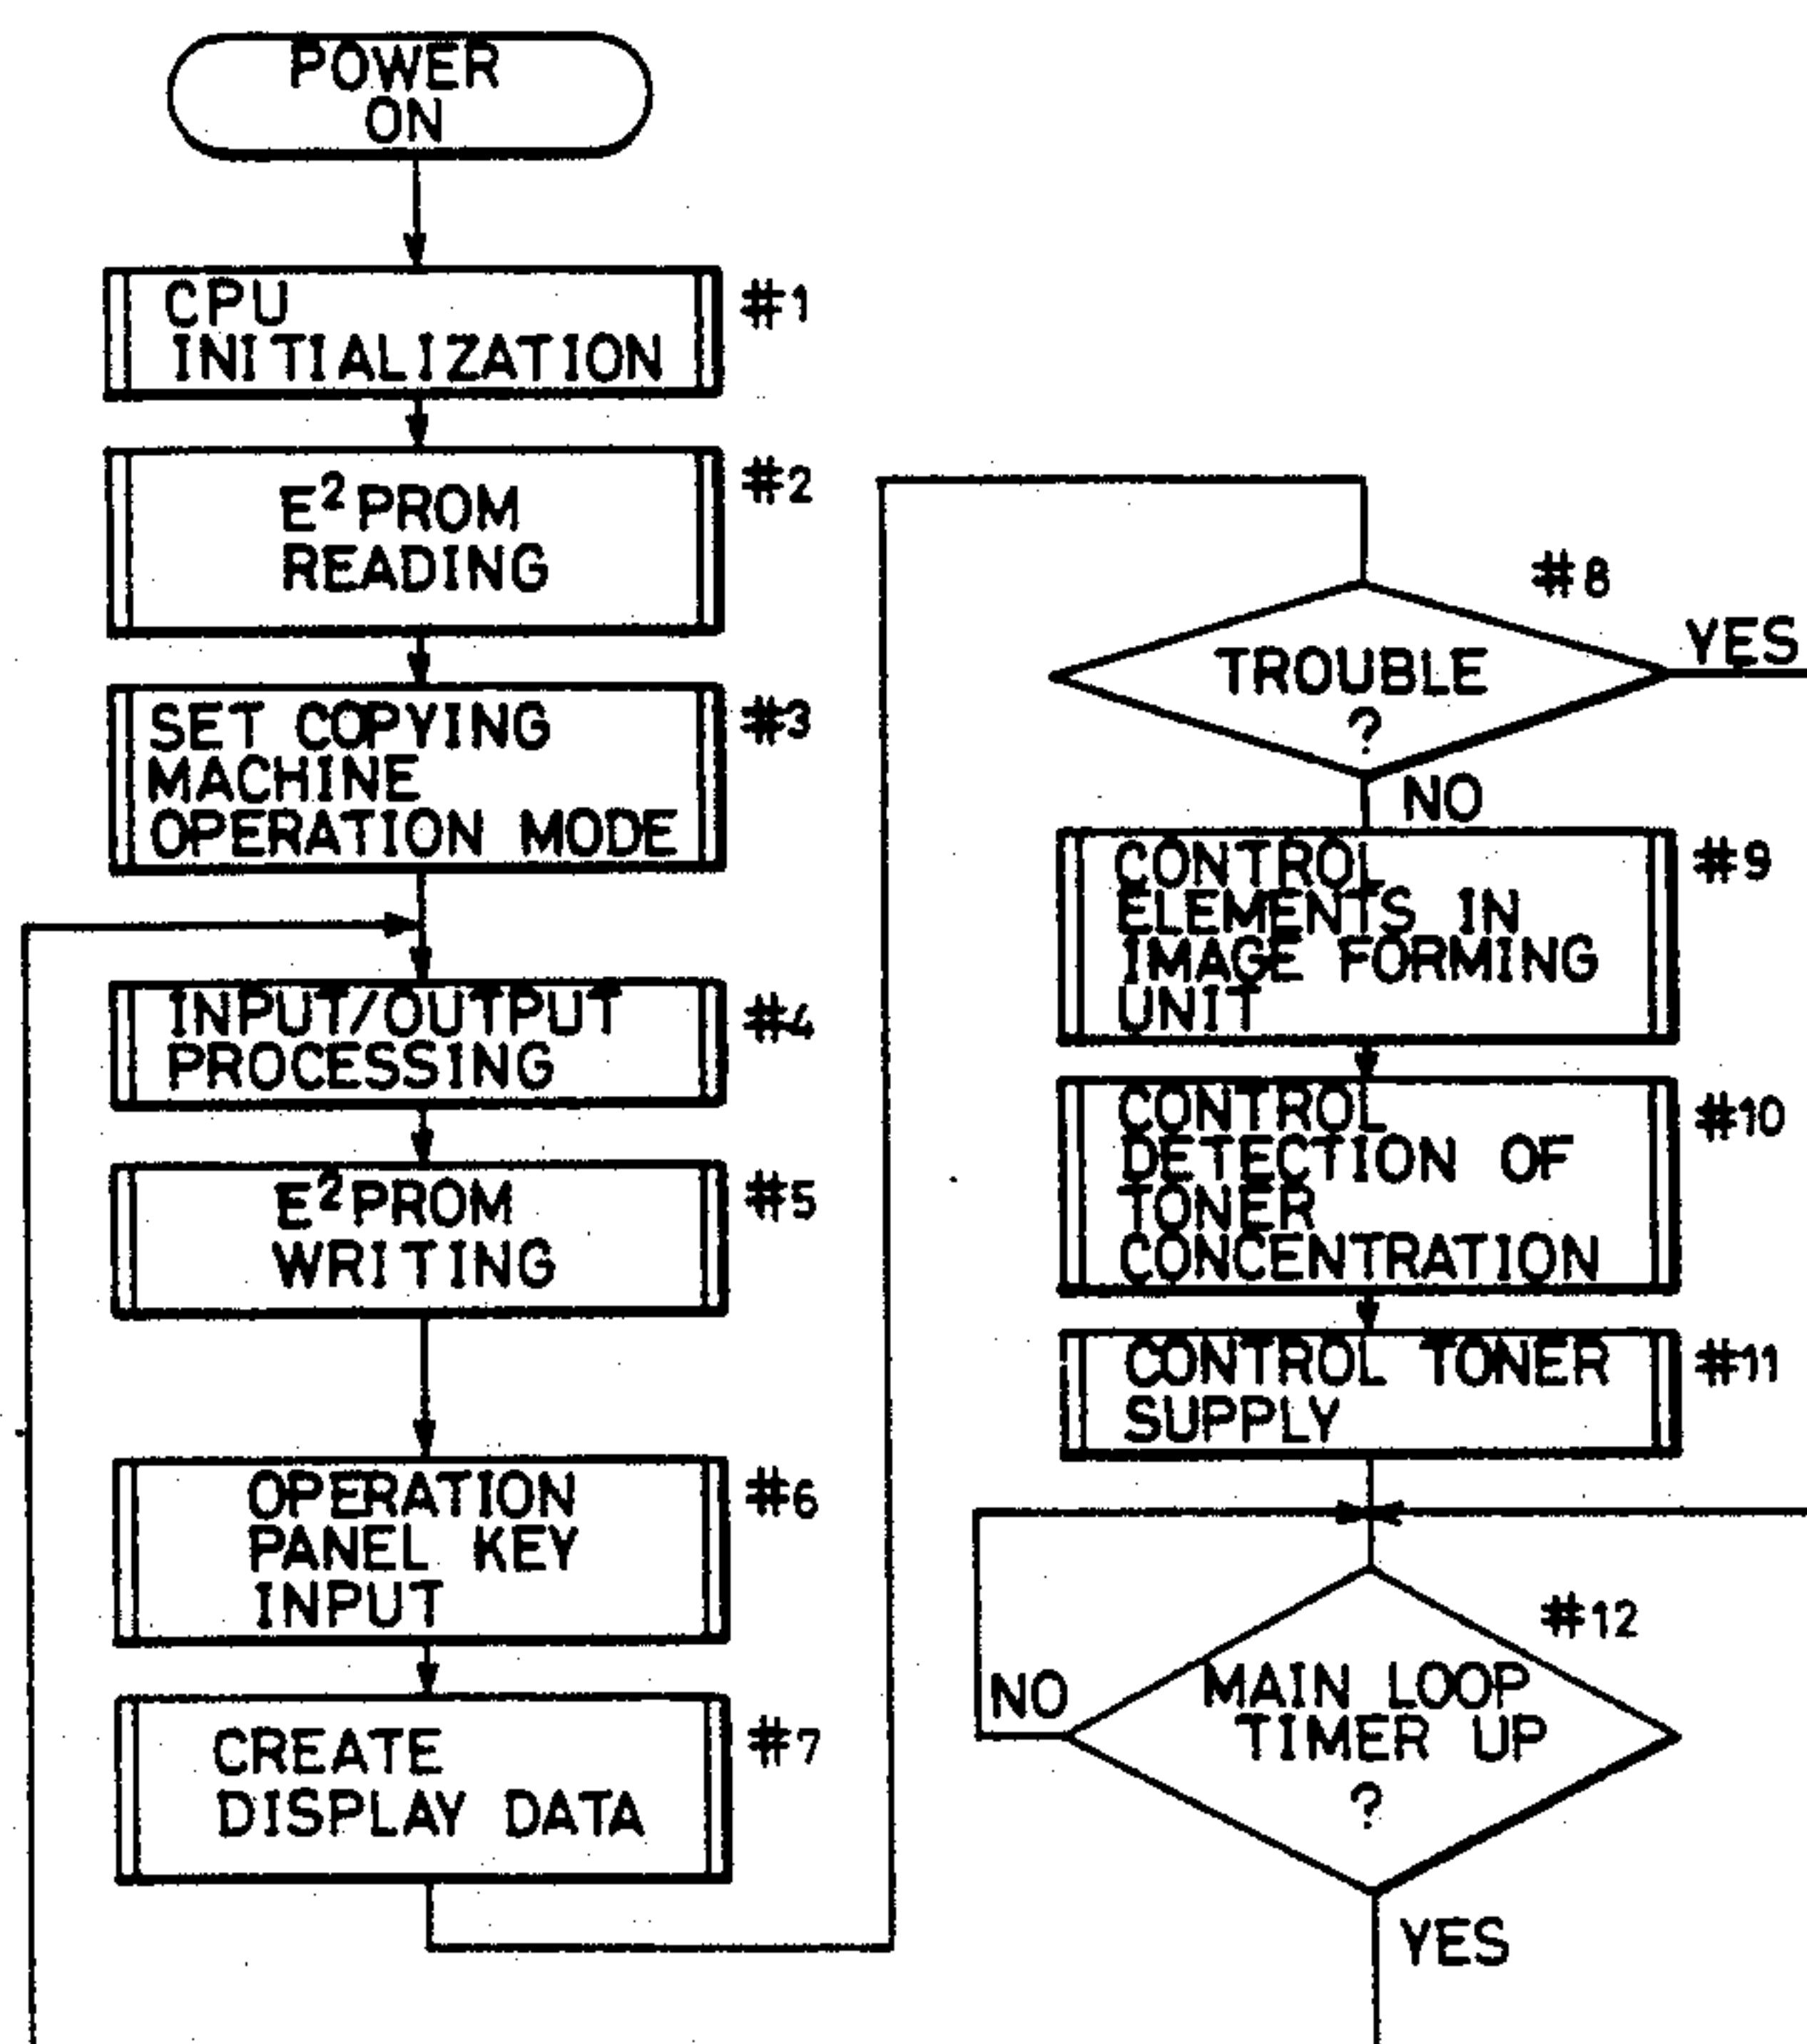 POWER
ON
CPU
INITIALIZATION
#1
E²PROM
READING
#2
SET COPYING
MACHINE
OPERATION MODE
#3
INPUT/OUTPUT
PROCESSING
#4
E²PROM
WRITING
#5
OPERATION
PANEL KEY
INPUT
#6
CREATE
DISPLAY DATA
#7
#8
TROUBLE
?
YES
NO
CONTROL
ELEMENTS IN
IMAGE FORMING
UNIT
#9
CONTROL
DETECTION OF
TONER
CONCENTRATION
#10
CONTROL TONER
SUPPLY
#11
#12
MAIN LOOP
TIMER UP
?
NO
YES